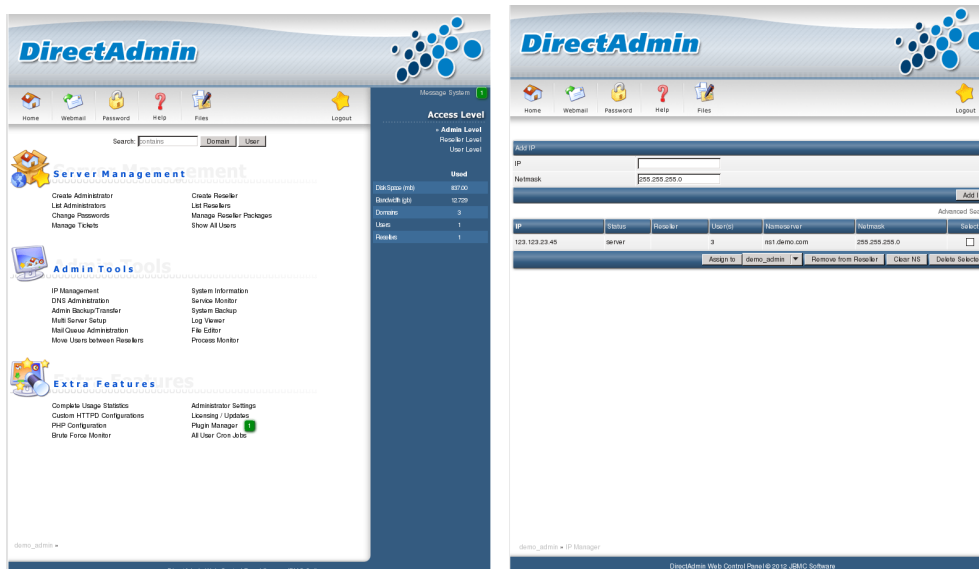 DirectAdmin
Home Webmail Password Help Files Logout
Message System 1
Access Level
» Admin Level
Reseller Level
User Level
Search: contains Domain User
Server Management
Create Administrator Create Reseller
List Administrators List Resellers
Change Passwords Manage Reseller Packages
Manage Tickets Show All Users
Used
Disk Space (mb) 837.00
Bandwidth (gb) 12.729
Domains 3
Users 1
Resellers 1
Admin Tools
IP Management System Information
DNS Administration Service Monitor
Admin Backup/Transfer System Backup
Multi Server Setup Log Viewer
Mail Queue Administration File Editor
Move Users between Resellers Process Monitor
Extra Features
Complete Usage Statistics Administrator Settings
Custom HTTPD Configurations Licensing / Updates
PHP Configuration Plugin Manager 1
Brute Force Monitor All User Cron Jobs
demo_admin »
DirectAdmin
Home Webmail Password Help Files Logout
Add IP
IP
Netmask 255.255.255.0
Add I
Advanced Sea
IP Status Reseller User(s) Nameserver Netmask Select
123.123.23.45 server 3 ns1.demo.com 255.255.255.0
Assign to demo_admin Remove from Reseller Clear NS Delete Selecte
demo_admin » IP Manager
DirectAdmin Web Control Panel © 2012 JBMC Software